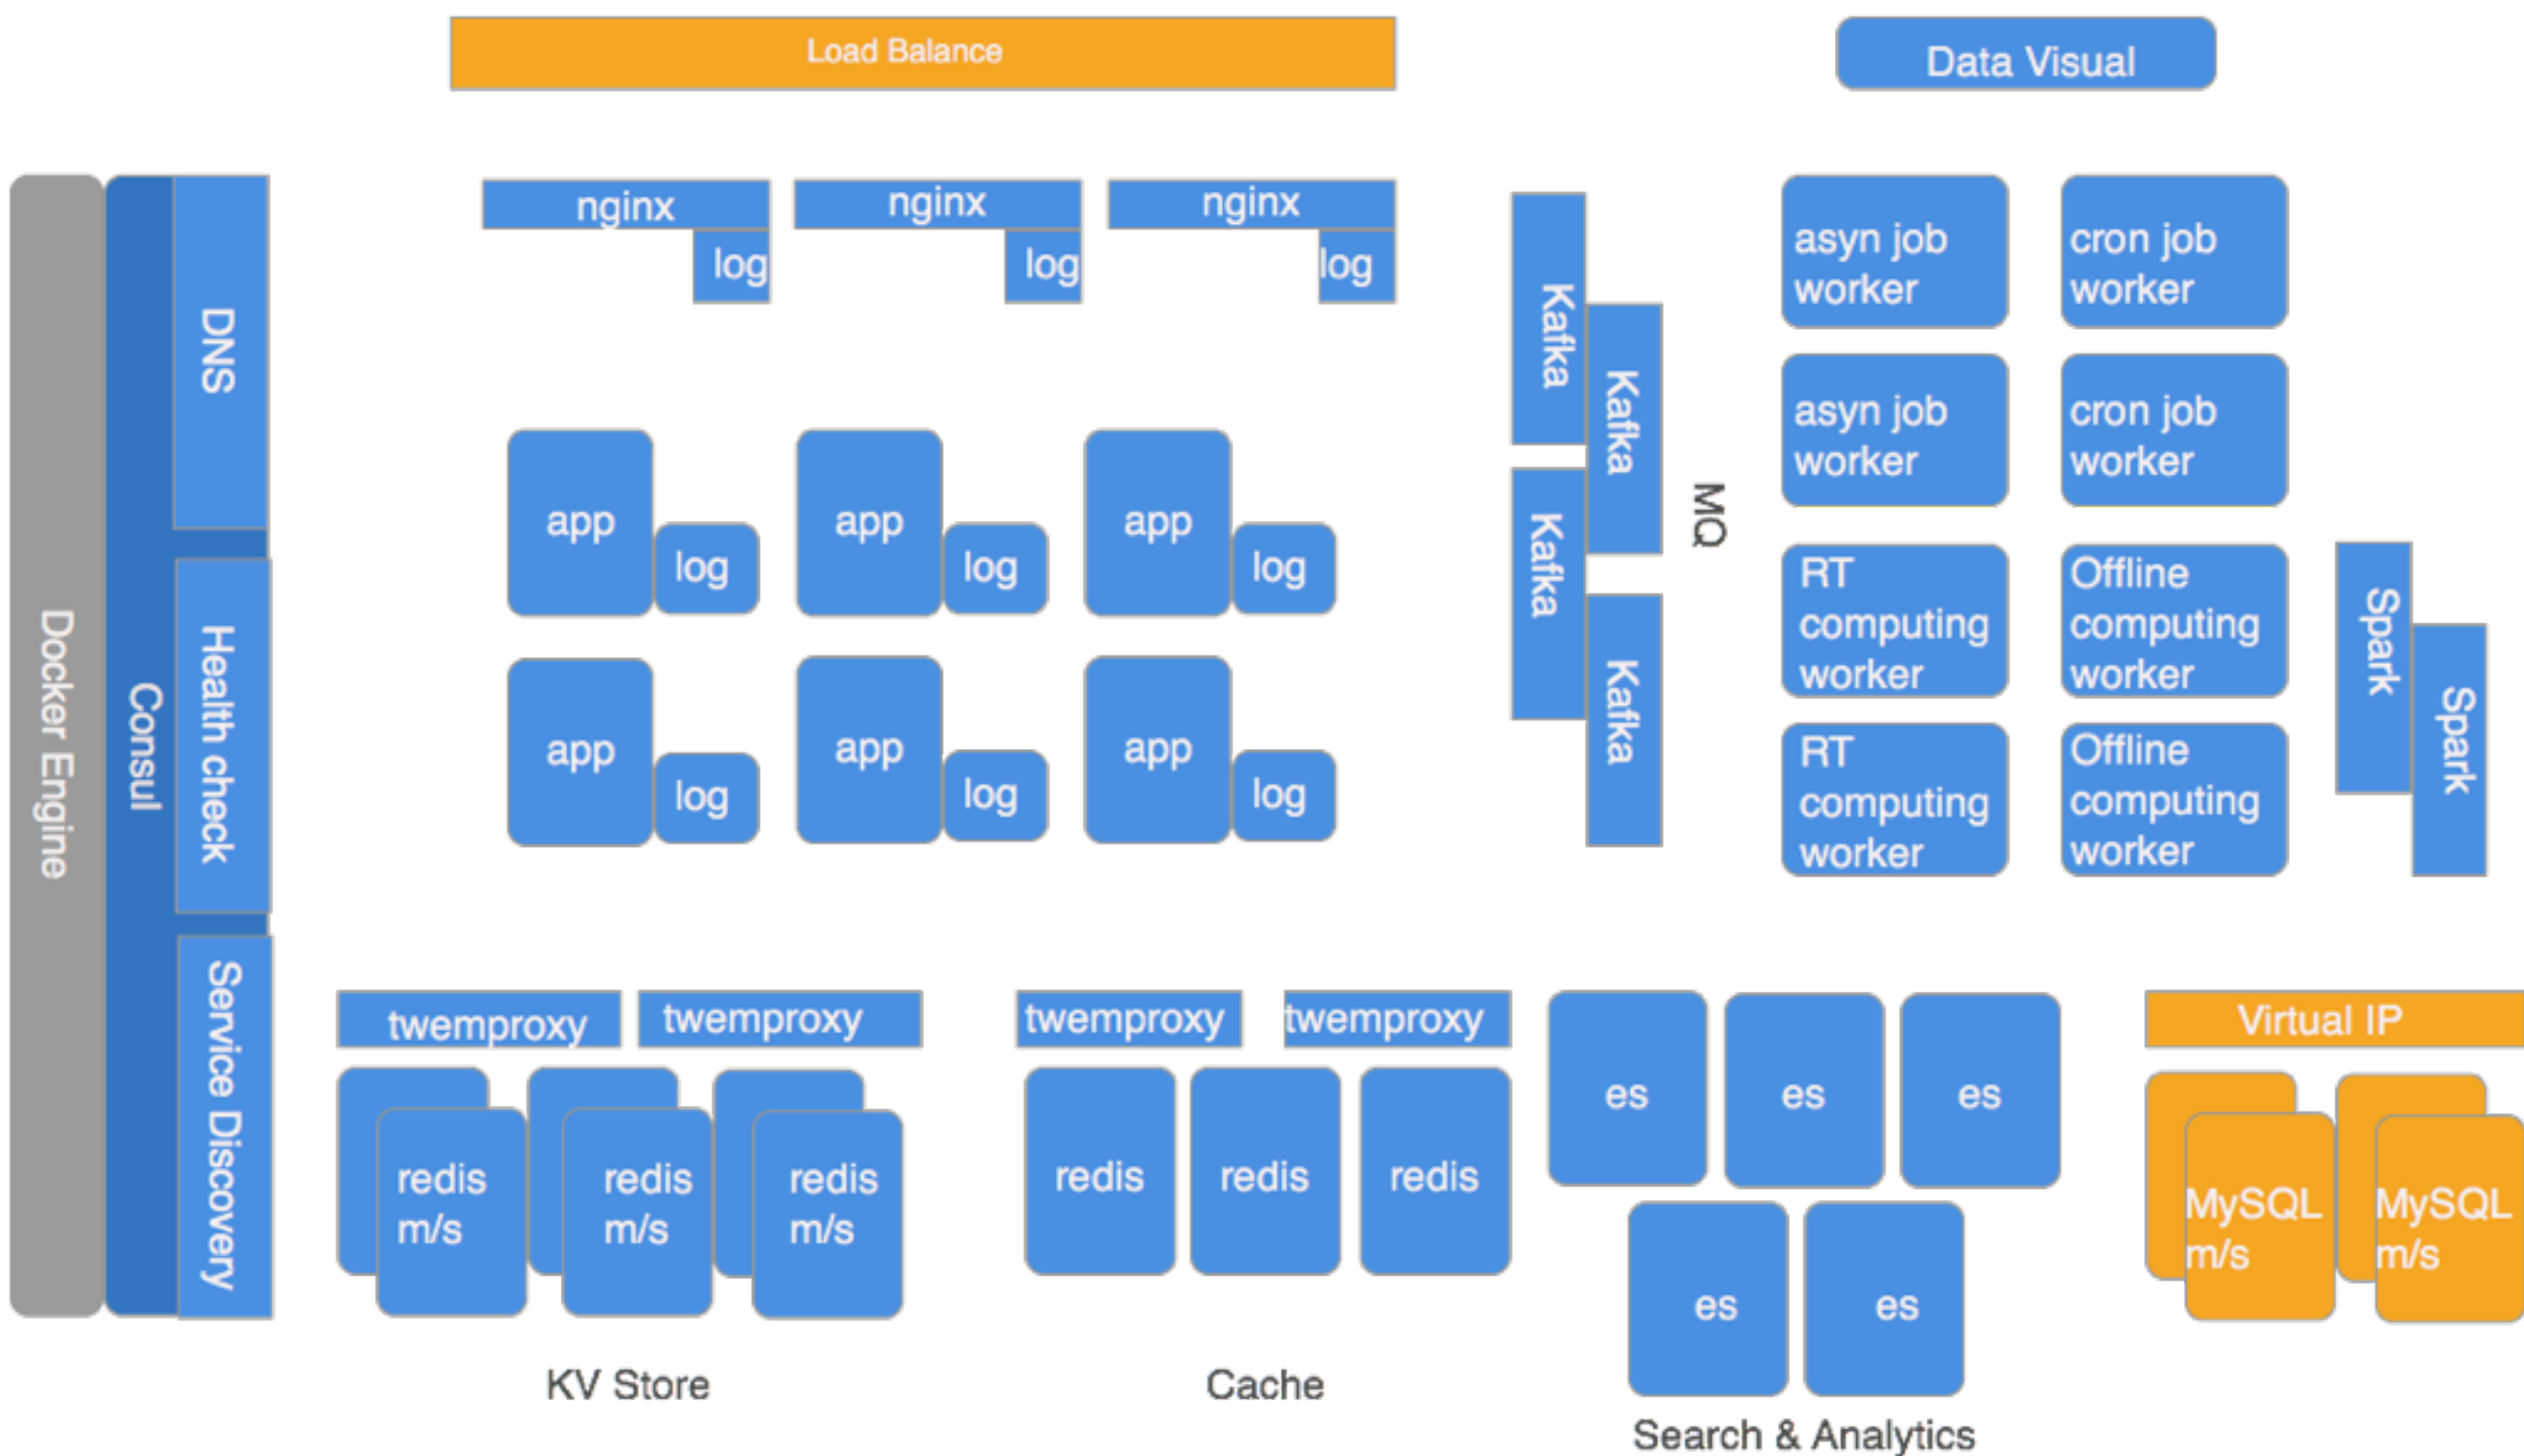 Load Balance
Data Visual
Docker Engine
Consul
DNS
Health check
Service Discovery
nginx
log
nginx
log
nginx
log
app
log
app
log
app
log
app
log
app
log
app
log
Kafka
Kafka
Kafka
Kafka
MQ
asyn job
worker
cron job
worker
asyn job
worker
cron job
worker
RT
computing
worker
Offline
computing
worker
RT
computing
worker
Offline
computing
worker
Spark
Spark
twemproxy
twemproxy
redis
m/s
redis
m/s
redis
m/s
KV Store
twemproxy
twemproxy
redis
redis
redis
Cache
es
es
es
es
es
Search & Analytics
Virtual IP
MySQL
m/s
MySQL
m/s